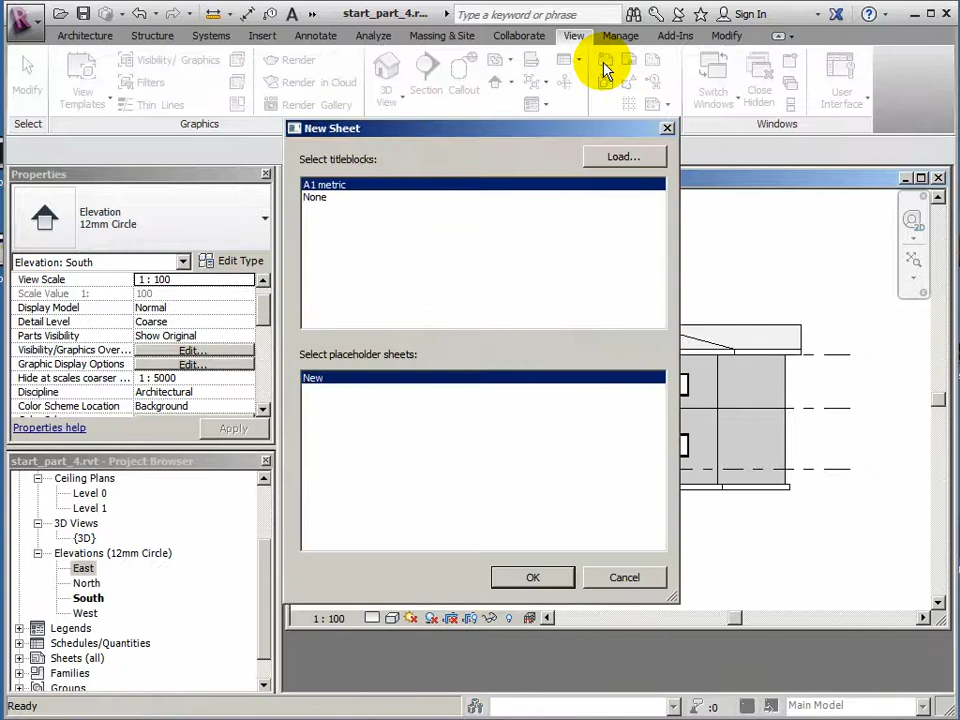 start_part_4.r...
Type a keyword or phrase
Sign In
Architecture Structure Systems Insert Annotate Analyze Massing & Site Collaborate View Manage Add-Ins Modify
Modify
View Templates
Visibility/ Graphics
Filters
Thin Lines
Render
Render in Cloud
Render Gallery
3D View
Section
Callout
Switch Windows
Close Hidden
User Interface
Select
Graphics
Windows
New Sheet
Select titleblocks:
Load...
A1 metric
None
Select placeholder sheets:
New
OK
Cancel
Properties
Elevation
12mm Circle
Elevation: South
Edit Type
View Scale 1 : 100
Scale Value 1: 100
Display Model Normal
Detail Level Coarse
Parts Visibility Show Original
Visibility/Graphics Over... Edit...
Graphic Display Options Edit...
Hide at scales coarser ... 1 : 5000
Discipline Architectural
Color Scheme Location Background
Properties help
Apply
start_part_4.rvt - Project Browser
Ceiling Plans
Level 0
Level 1
3D Views
{3D}
Elevations (12mm Circle)
East
North
South
West
Legends
Schedules/Quantities
Sheets (all)
Families
Groups
2D
1 : 100
Ready
:0
Main Model